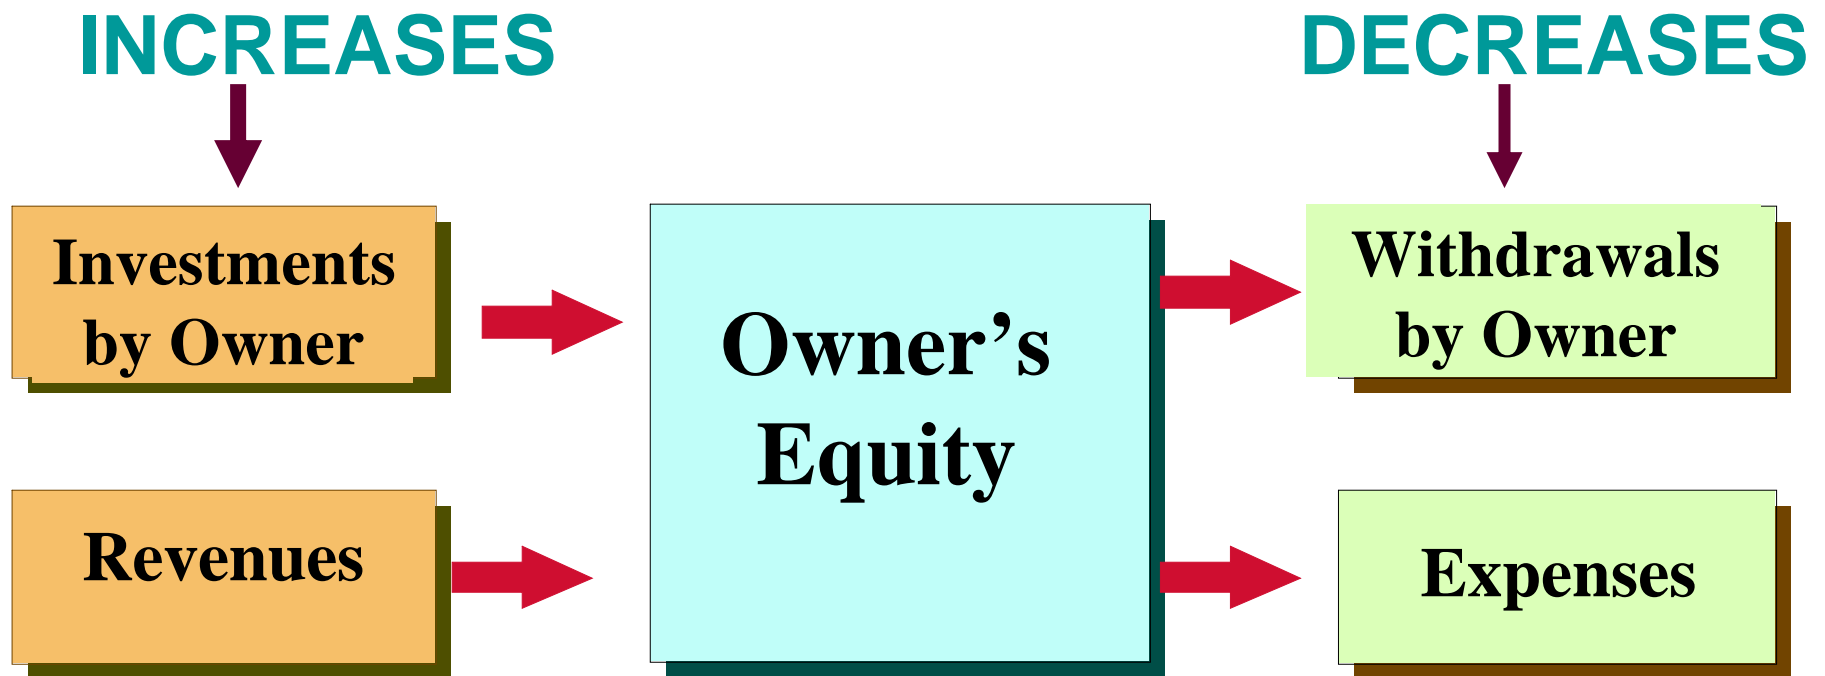 INCREASES
DECREASES
Investments
by Owner
Owner’s
Equity
Withdrawals
by Owner
Revenues
Expenses